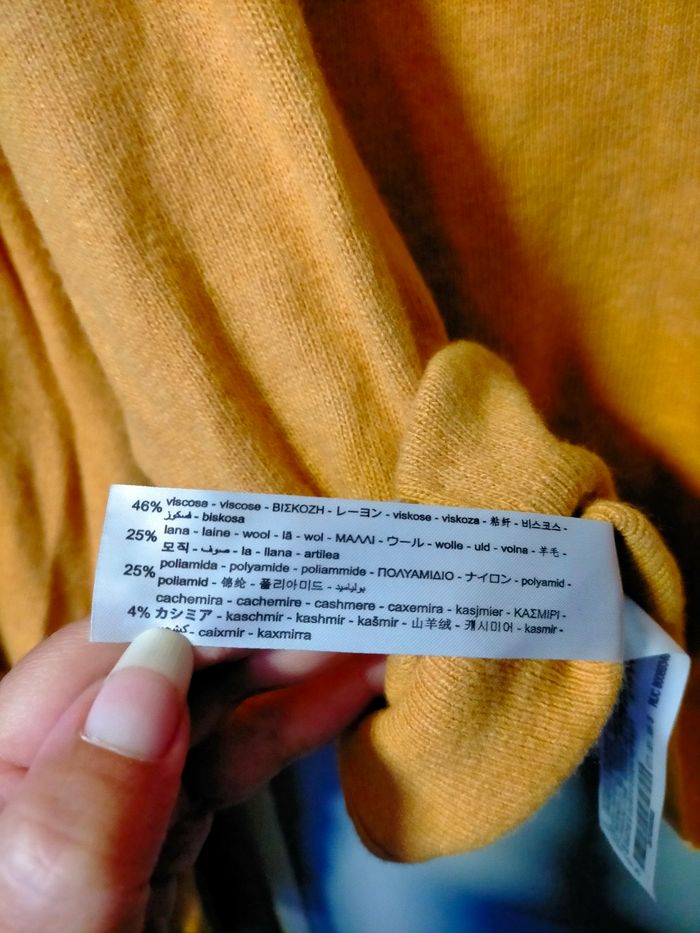 46% viscosa - viscose - ΒΙΣΚΟΖΗ - レーヨン - viskose - viskoza - 粘纤 - 비스코스 -
فسكوز - biskosa
25% lana - laine - wool - lã - wol - ΜΑΛΛΙ - ウール - wolle - uld - volna - 羊毛 -
모직 - صوف - la - llana - artilea
25% poliamida - polyamide - poliammide - ΠΟΛΥΑΜΙΔΙΟ - ナイロン - polyamid -
poliamid - 锦纶 - 폴리아미드 - بولياميد
cachemira - cachemire - cashmere - caxemira - kasjmier - ΚΑΣΜΙΡΙ -
4% カシミア - kaschmir - kashmir - kašmir - 山羊绒 - 캐시미어 - kasmir -
كشمير - caixmir - kaxmirra